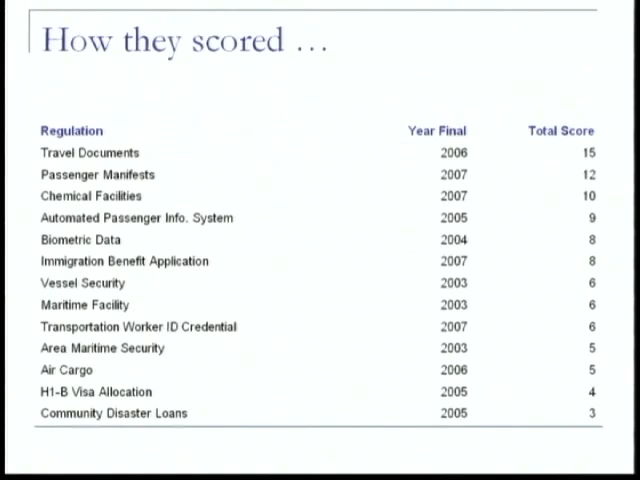 How they scored …
Regulation Year Final Total Score
Travel Documents 2006 15
Passenger Manifests 2007 12
Chemical Facilities 2007 10
Automated Passenger Info. System 2005 9
Biometric Data 2004 8
Immigration Benefit Application 2007 8
Vessel Security 2003 6
Maritime Facility 2003 6
Transportation Worker ID Credential 2007 6
Area Maritime Security 2003 5
Air Cargo 2006 5
H1-B Visa Allocation 2005 4
Community Disaster Loans 2005 3